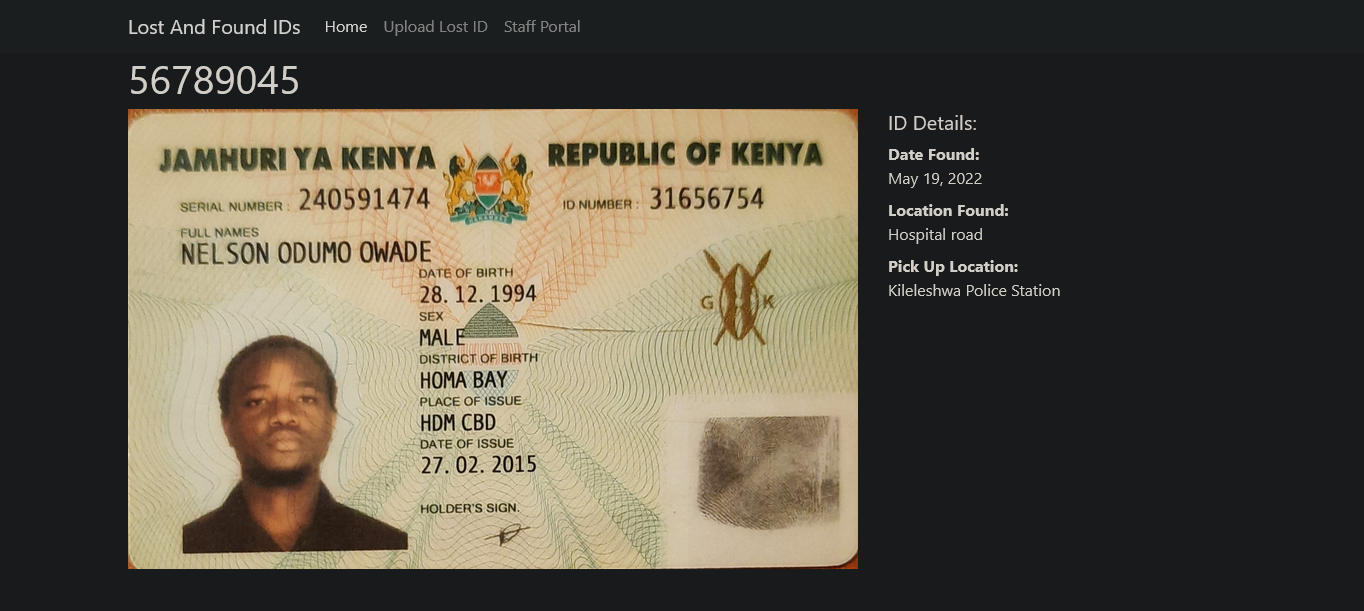 Lost And Found IDs Home Upload Lost ID Staff Portal
56789045
JAMHURI YA KENYA REPUBLIC OF KENYA
SERIAL NUMBER : 240591474 ID NUMBER : 31656754
FULL NAMES
NELSON ODUMO OWADE
DATE OF BIRTH
28. 12. 1994
SEX
MALE
DISTRICT OF BIRTH
HOMA BAY
PLACE OF ISSUE
HDM CBD
DATE OF ISSUE
27. 02. 2015
HOLDER'S SIGN.
G K
ID Details:
Date Found:
May 19, 2022
Location Found:
Hospital road
Pick Up Location:
Kileleshwa Police Station